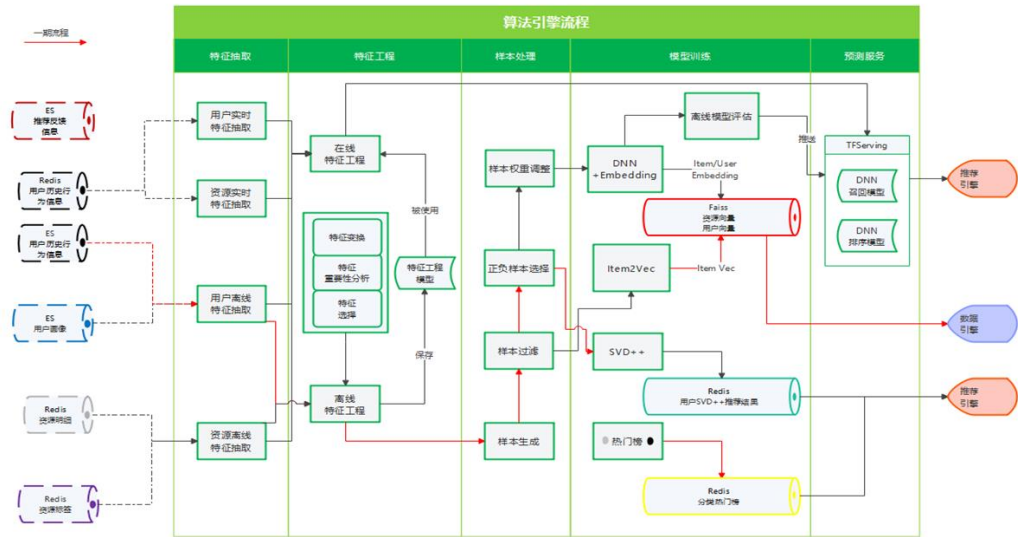 算法引擎流程
一期流程
特征抽取
特征工程
样本处理
模型训练
预测服务
ES
推荐反馈
信息
Redis
用户历史行
为信息
ES
用户历史行
为信息
ES
用户画像
Redis
资源明细
Redis
资源标签
用户实时
特征抽取
资源实时
特征抽取
用户离线
特征抽取
资源离线
特征抽取
在线
特征工程
被使用
特征变换
特征
重要性分析
特征
选择
特征工程
模型
保存
离线
特征工程
样本权重调整
正负样本选择
样本过滤
样本生成
离线模型评估
DNN
+Embedding
Item/User
Embedding
Faiss
资源向量
用户向量
Item2Vec
Item Vec
SVD++
Redis
用户SVD++推荐结果
热门榜
Redis
分类热门榜
推送
TFServing
DNN
召回模型
DNN
排序模型
推荐
引擎
数据
引擎
推荐
引擎